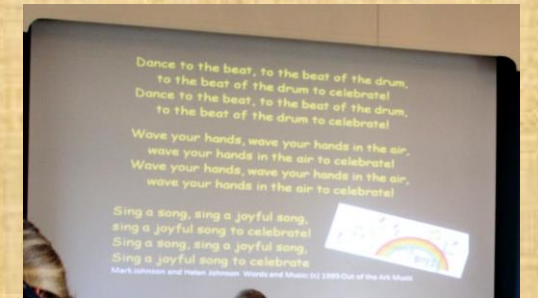 Dance to the beat, to the beat of the drum,
to the beat of the drum to celebrate!
Dance to the beat, to the beat of the drum,
to the beat of the drum to celebrate!
Wave your hands, wave your hands in the air,
wave your hands in the air to celebrate!
Wave your hands, wave your hands in the air,
wave your hands in the air to celebrate!
Sing a song, sing a joyful song,
sing a joyful song to celebrate!
Sing a song, sing a joyful song,
Sing a joyful song to celebrate
Mark Johnson and Helen Johnson Words and Music (c) 1995 Out of the Ark Music